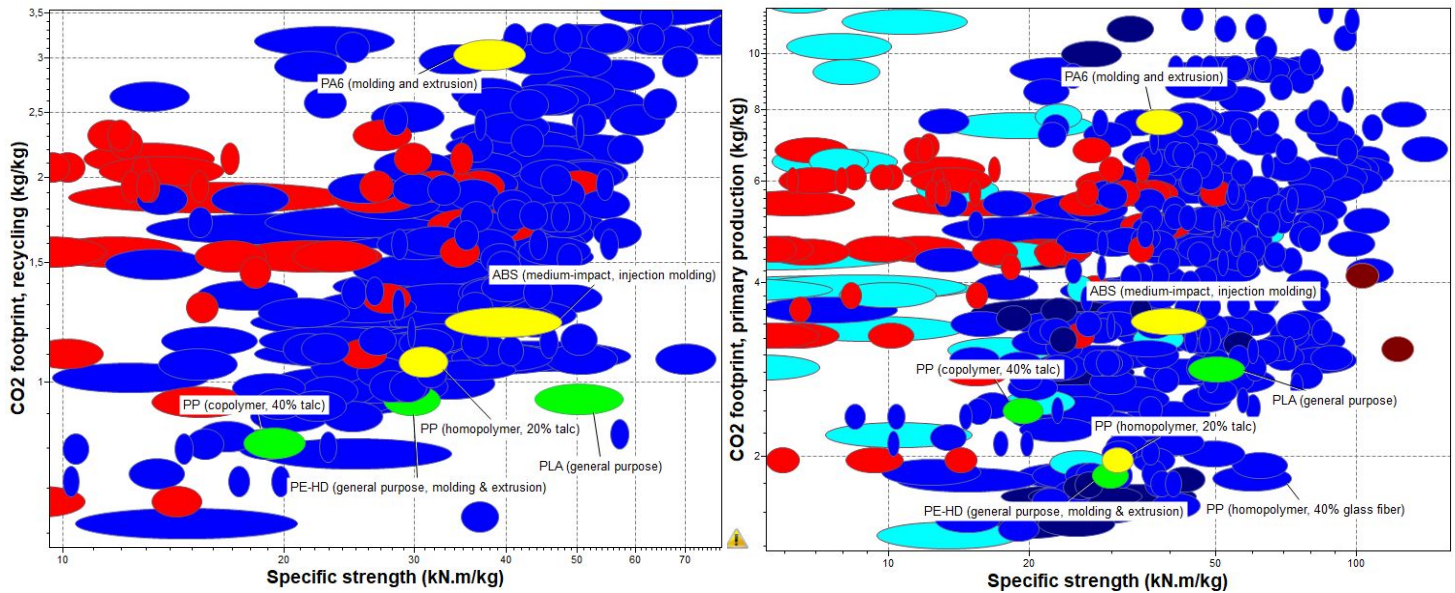 CO2 footprint, recycling (kg/kg)
3,5
3
2,5
2
1,5
1
PA6 (molding and extrusion)
ABS (medium-impact, injection molding)
PP (copolymer, 40% talc)
PP (homopolymer, 20% talc)
PLA (general purpose)
PE-HD (general purpose, molding & extrusion)
10
20
30
40
50
60
70
Specific strength (kN.m/kg)
CO2 footprint, primary production (kg/kg)
10
8
6
4
2
PA6 (molding and extrusion)
ABS (medium-impact, injection molding)
PP (copolymer, 40% talc)
PLA (general purpose)
PP (homopolymer, 20% talc)
PE-HD (general purpose, molding & extrusion)
PP (homopolymer, 40% glass fiber)
10
20
50
100
Specific strength (kN.m/kg)